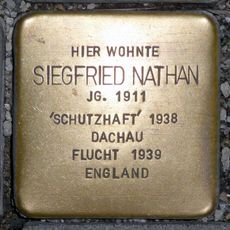 HIER WOHNTE
SIEGFRIED NATHAN
JG. 1911
'SCHUTZHAFT' 1938
DACHAU
FLUCHT 1939
ENGLAND